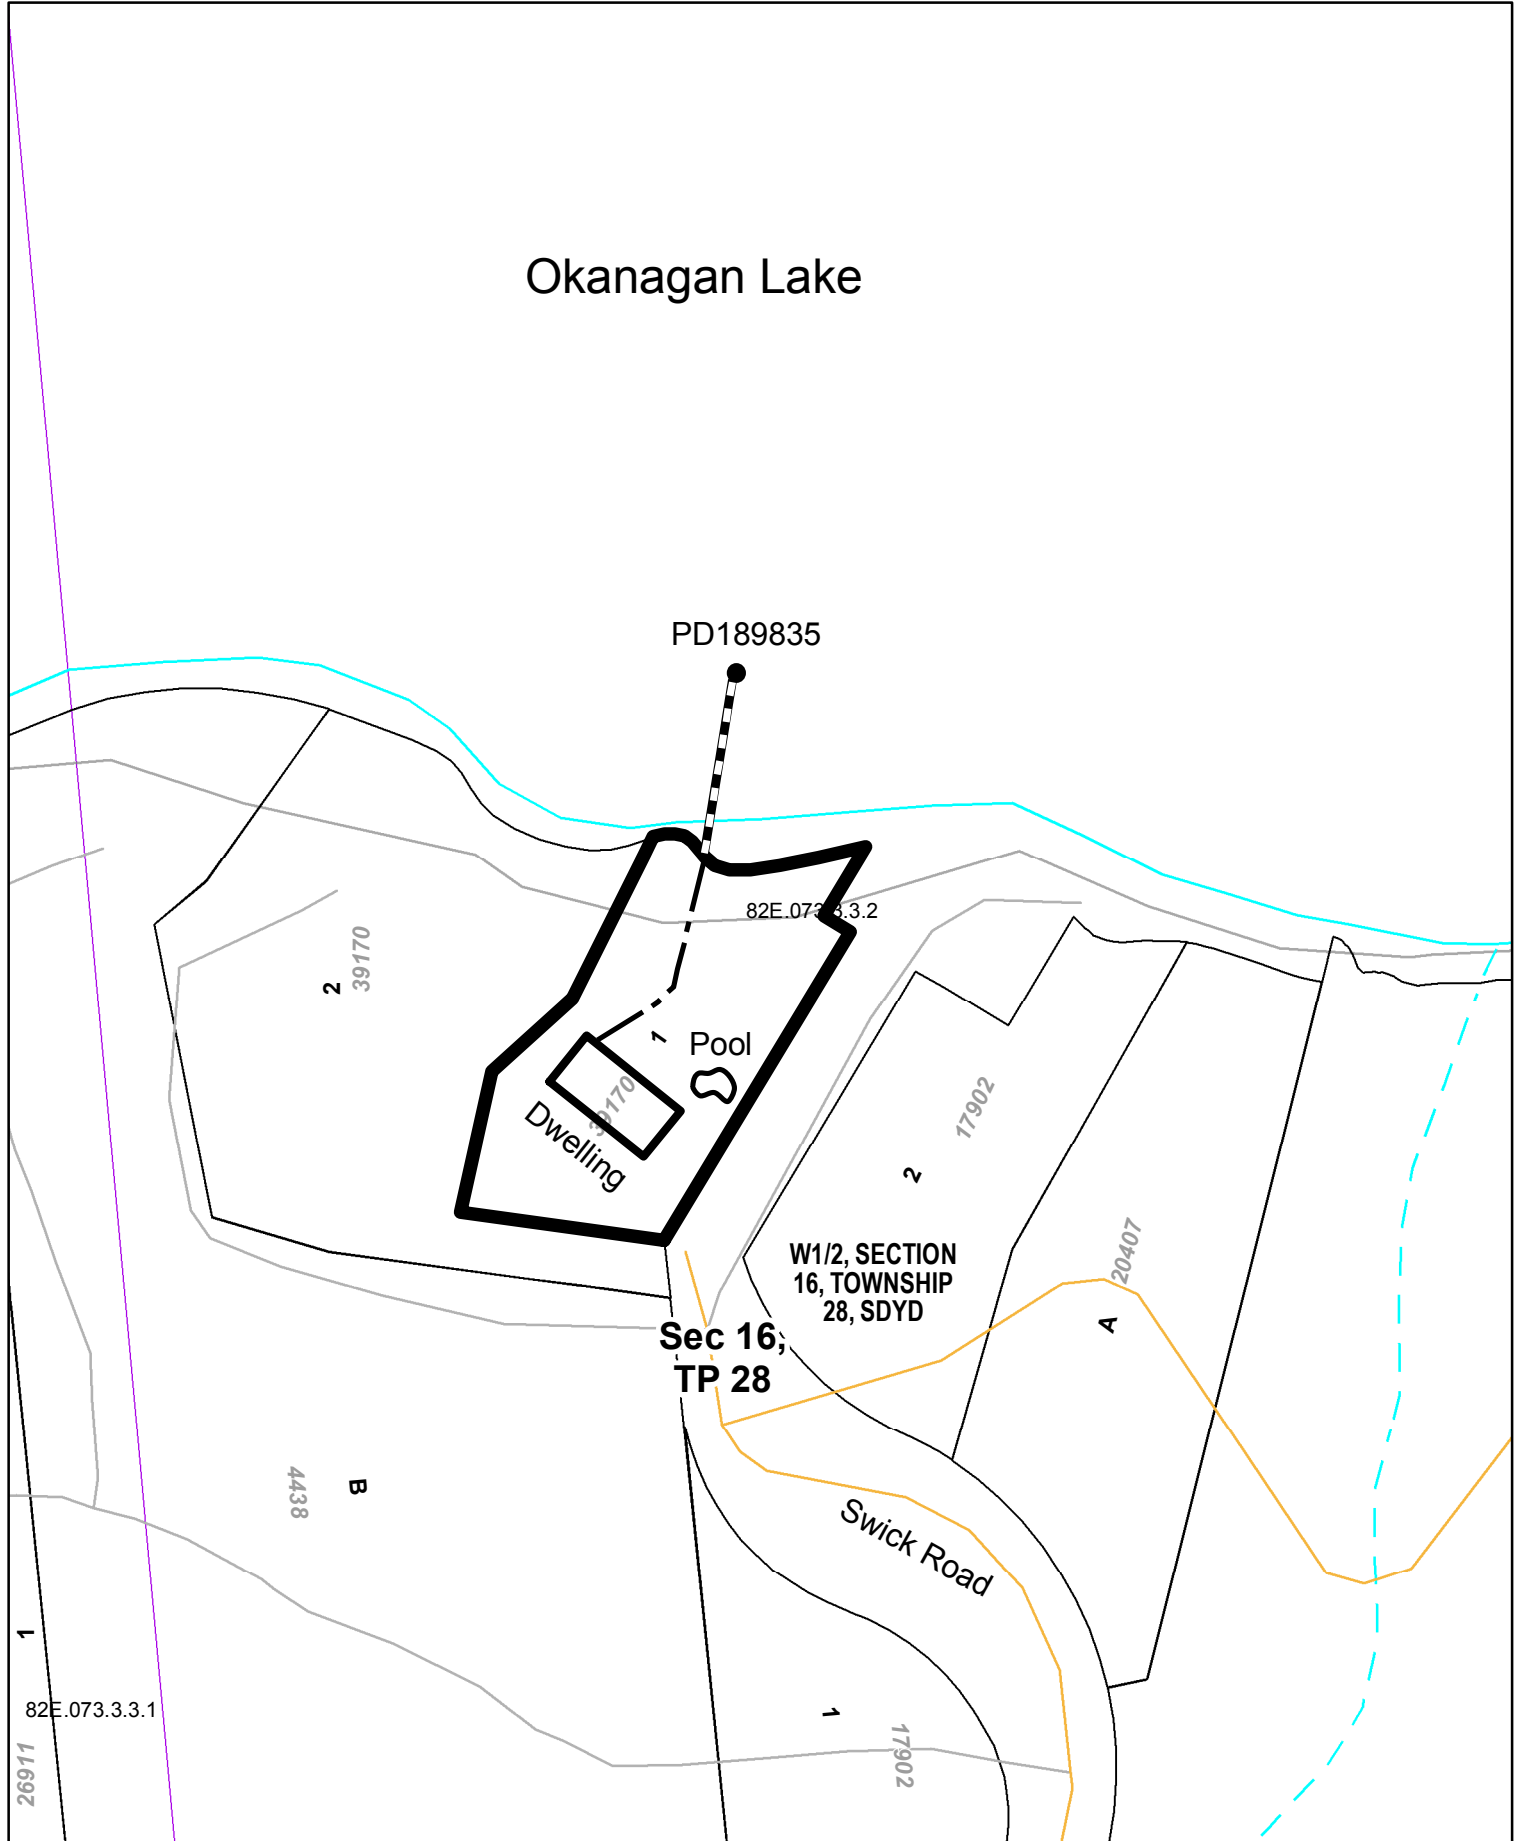 Okanagan Lake
PD189835
82E.073.3.3.2
2
39170
1
Pool
39170
Dwelling
17902
2
W1/2, SECTION
16, TOWNSHIP
28, SDYD
20407
A
Sec 16,
TP 28
4438
B
Swick Road
1
82E.073.3.3.1
26911
1
17902